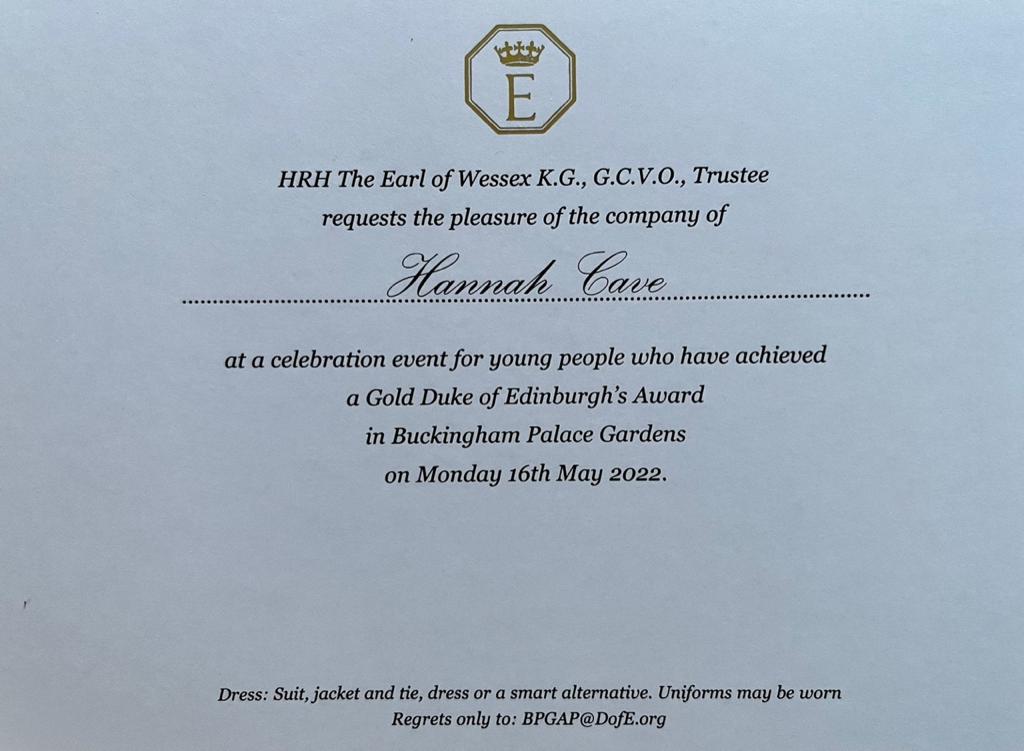 E
HRH The Earl of Wessex K.G., G.C.V.O., Trustee
requests the pleasure of the company of
Hannah Cave
at a celebration event for young people who have achieved
a Gold Duke of Edinburgh's Award
in Buckingham Palace Gardens
on Monday 16th May 2022.
Dress: Suit, jacket and tie, dress or a smart alternative. Uniforms may be worn
Regrets only to: BPGAP@DofE.org